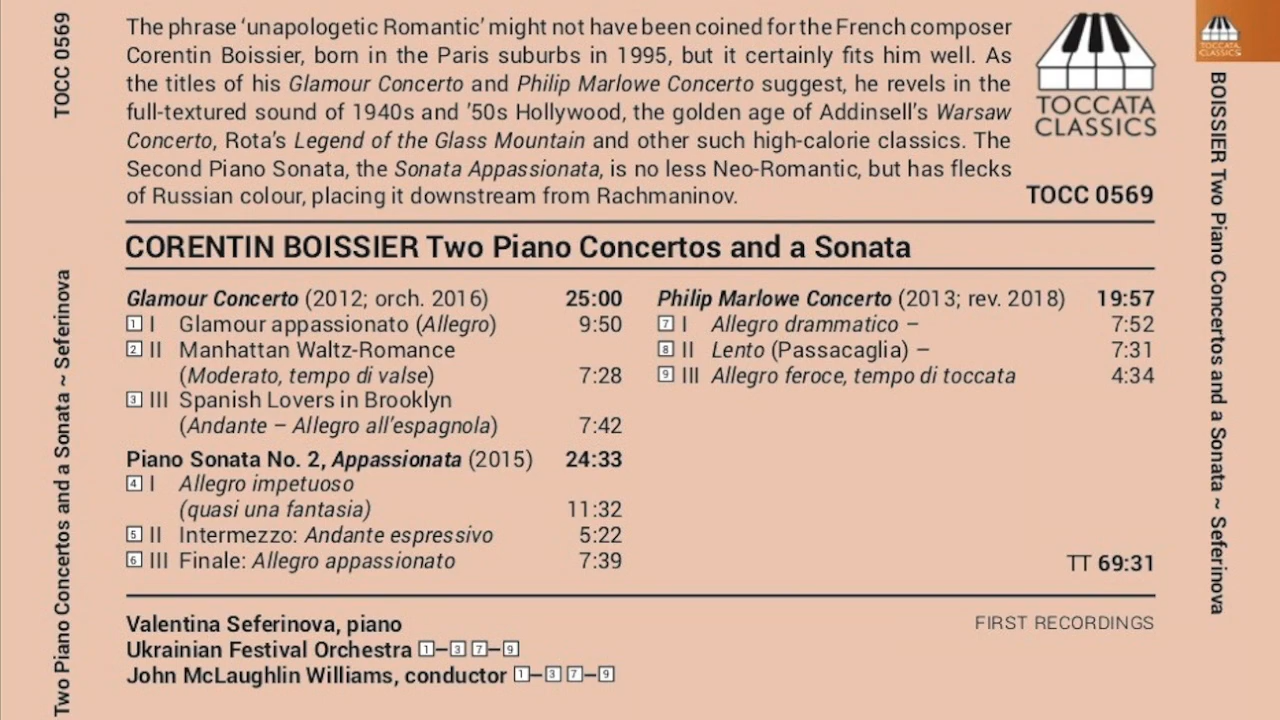 TOCC 0569
Two Piano Concertos and a Sonata ~ Seferinova
The phrase ‘unapologetic Romantic’ might not have been coined for the French composer
Corentin Boissier, born in the Paris suburbs in 1995, but it certainly fits him well. As
the titles of his Glamour Concerto and Philip Marlowe Concerto suggest, he revels in the
full-textured sound of 1940s and ’50s Hollywood, the golden age of Addinsell’s Warsaw
Concerto, Rota’s Legend of the Glass Mountain and other such high-calorie classics. The
Second Piano Sonata, the Sonata Appassionata, is no less Neo-Romantic, but has flecks
of Russian colour, placing it downstream from Rachmaninov.
TOCCATA
CLASSICS
TOCC 0569
CORENTIN BOISSIER Two Piano Concertos and a Sonata
Glamour Concerto (2012; orch. 2016) 25:00
1 I Glamour appassionato (Allegro) 9:50
2 II Manhattan Waltz-Romance
(Moderato, tempo di valse) 7:28
3 III Spanish Lovers in Brooklyn
(Andante – Allegro all’espagnola) 7:42
Piano Sonata No. 2, Appassionata (2015) 24:33
4 I Allegro impetuoso
(quasi una fantasia) 11:32
5 II Intermezzo: Andante espressivo 5:22
6 III Finale: Allegro appassionato 7:39
Philip Marlowe Concerto (2013; rev. 2018) 19:57
7 I Allegro drammatico – 7:52
8 II Lento (Passacaglia) – 7:31
9 III Allegro feroce, tempo di toccata 4:34
TT 69:31
Valentina Seferinova, piano
Ukrainian Festival Orchestra 1–3 7–9
John McLaughlin Williams, conductor 1–3 7–9
FIRST RECORDINGS
TOCCATA
CLASSICS
BOISSIER Two Piano Concertos and a Sonata ~ Seferinova